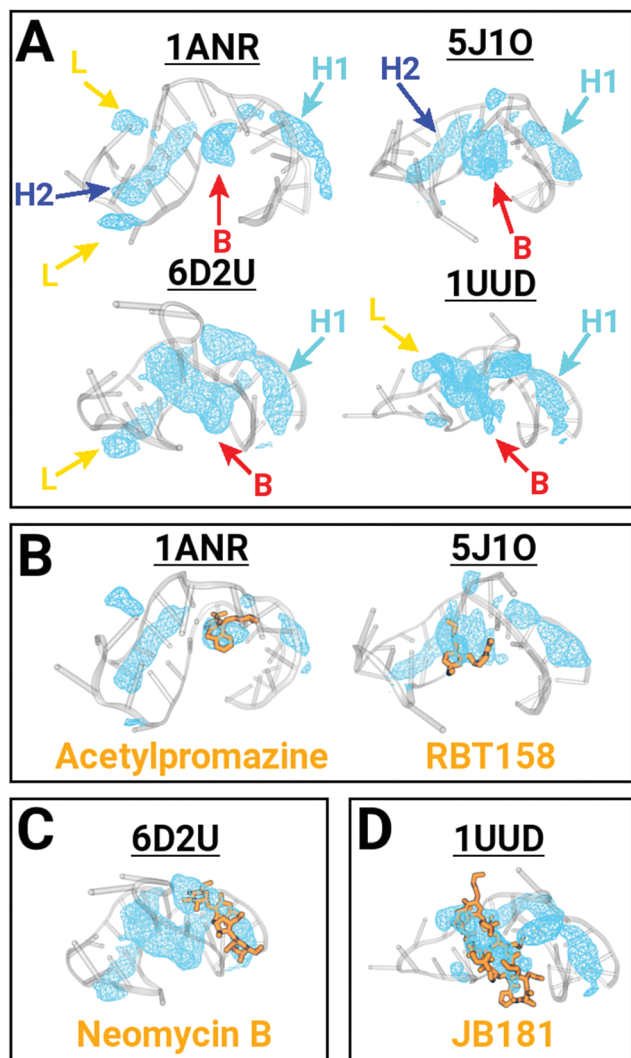 A
1ANR
5J1O
L
H1
H2
H1
H2
B
B
L
6D2U
1UUD
L
H1
H1
L
B
B
B
1ANR
5J1O
Acetylpromazine
RBT158
C
6D2U
Neomycin B
D
1UUD
JB181